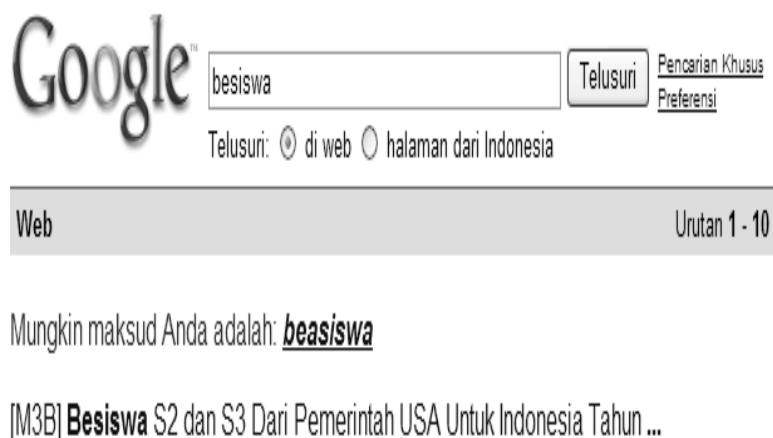 Google™
besiswa Telusuri Pencarian Khusus
Preferensi
Telusuri: di web halaman dari Indonesia
Web Urutan 1 - 10
Mungkin maksud Anda adalah: beasiswa
[M3B] Besiswa S2 dan S3 Dari Pemerintah USA Untuk Indonesia Tahun ...